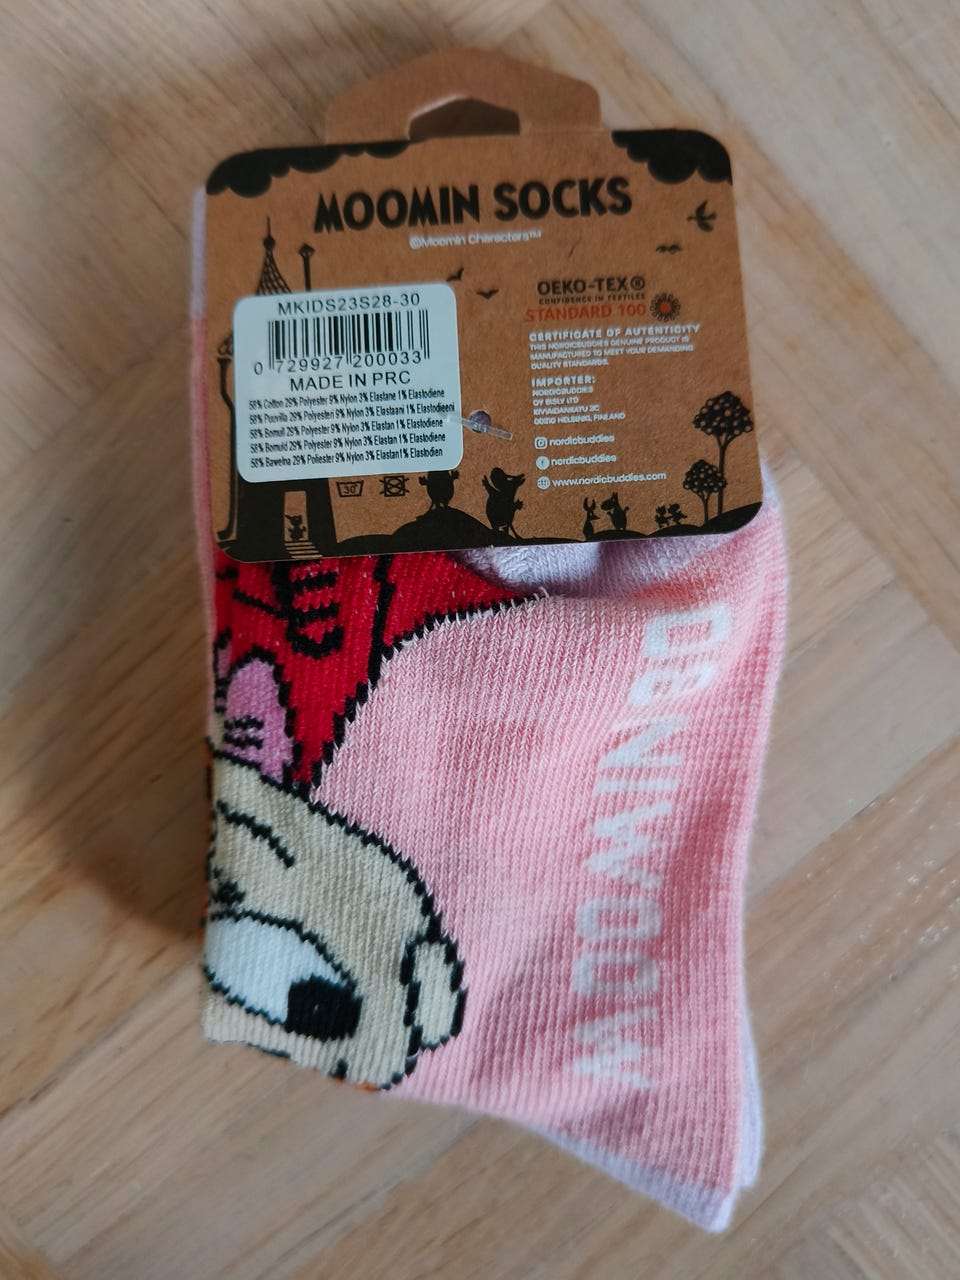 MOOMIN SOCKS
©Moomin Characters™
MKIDS23S28-30
0 729927 200033
MADE IN PRC
58% Cotton 29% Polyester 9% Nylon 3% Elastane 1% Elastodiene
58% Puuvilla 29% Polyesteri 9% Nylon 3% Elastaani 1% Elastodieeni
58% Bomull 29% Polyester 9% Nylon 3% Elastan 1% Elastodiene
58% Bomuld 29% Polyester 9% Nylon 3% Elastan 1% Elastodiene
58% Bawełna 29% Poliester 9% Nylon 3% Elastan 1% Elastodien
OEKO-TEX®
CONFIDENCE IN TEXTILES
STANDARD 100
CERTIFICATE OF AUTENTICITY
THIS NORDICBUDDIES GENUINE PRODUCT IS
MANUFACTURED TO MEET YOUR DEMANDING
QUALITY STANDARDS.
IMPORTER:
NORDICBUDDIES
OY BISLY LTD
KIVIAIDANKATU 2C
00210 HELSINKI, FINLAND
nordicbuddies
nordicbuddies
www.nordicbuddies.com
30°